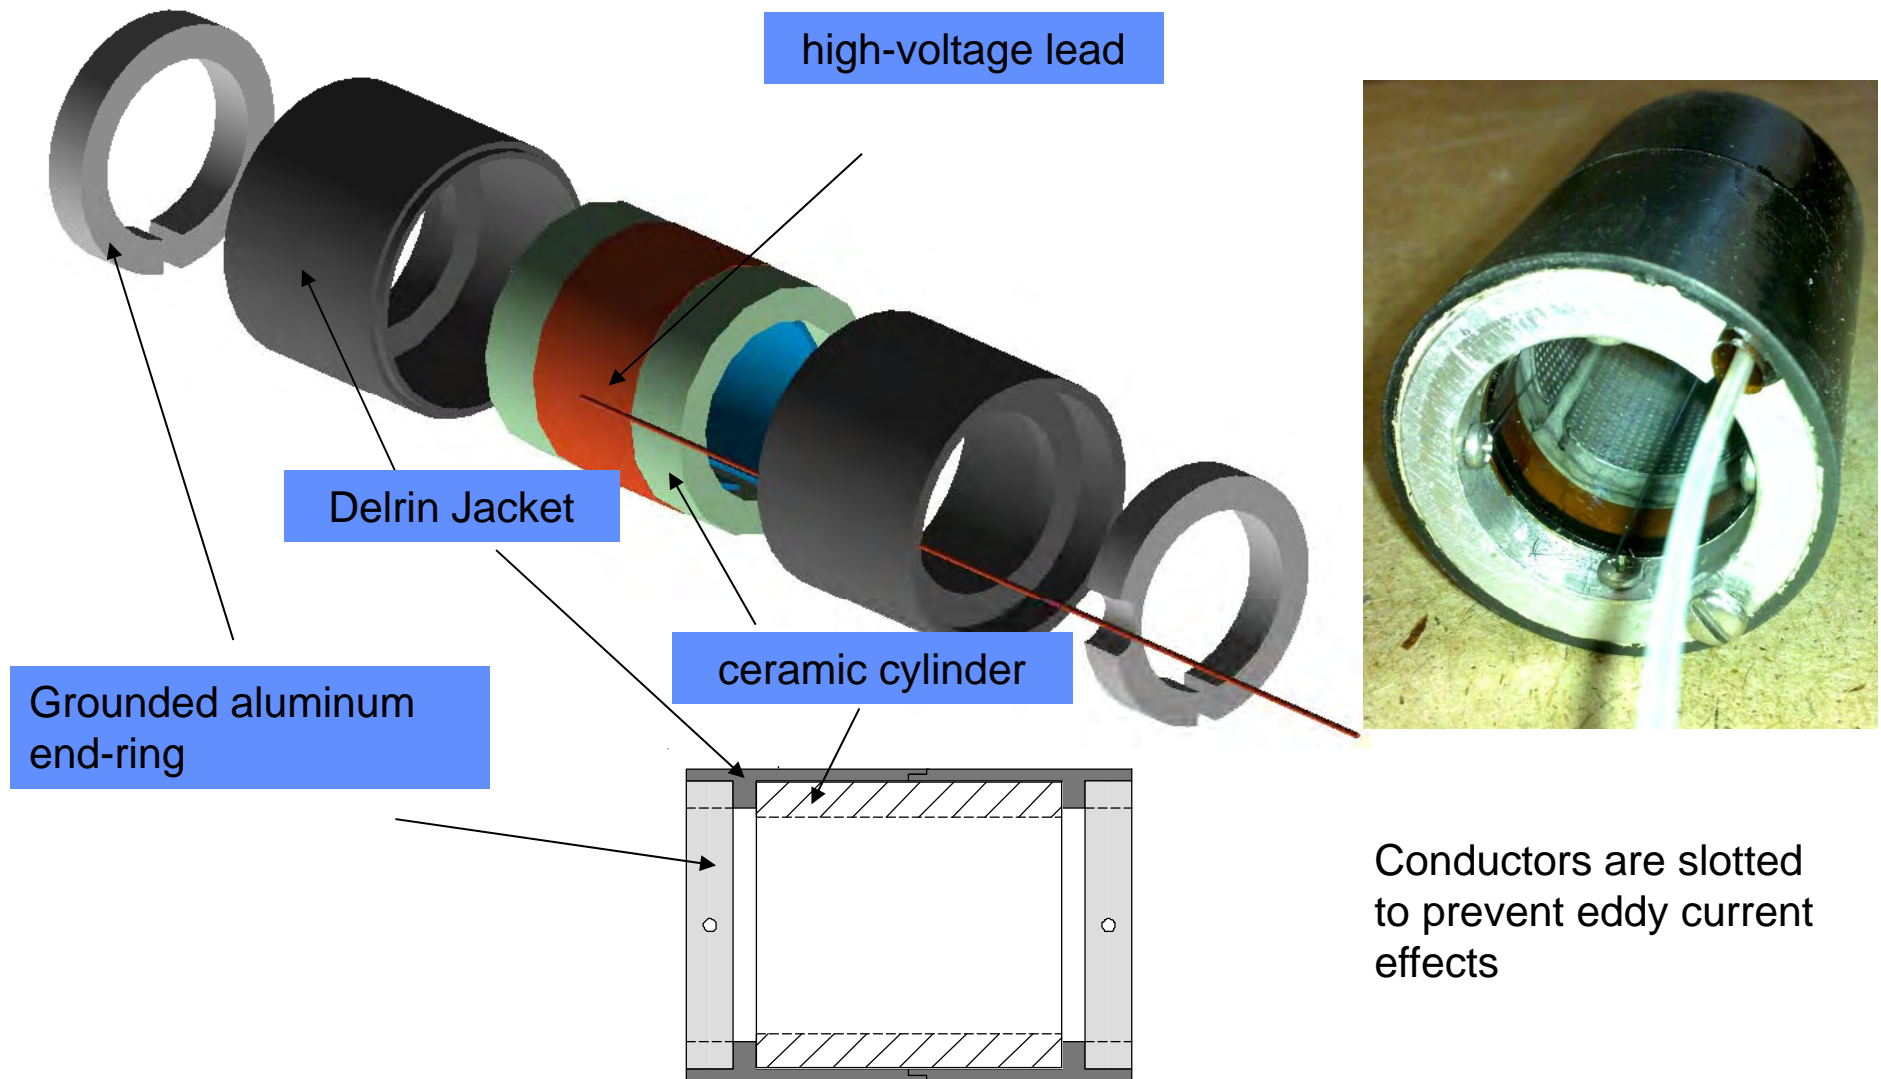 high-voltage lead
Delrin Jacket
ceramic cylinder
Grounded aluminum
end-ring
Conductors are slotted
to prevent eddy current
effects